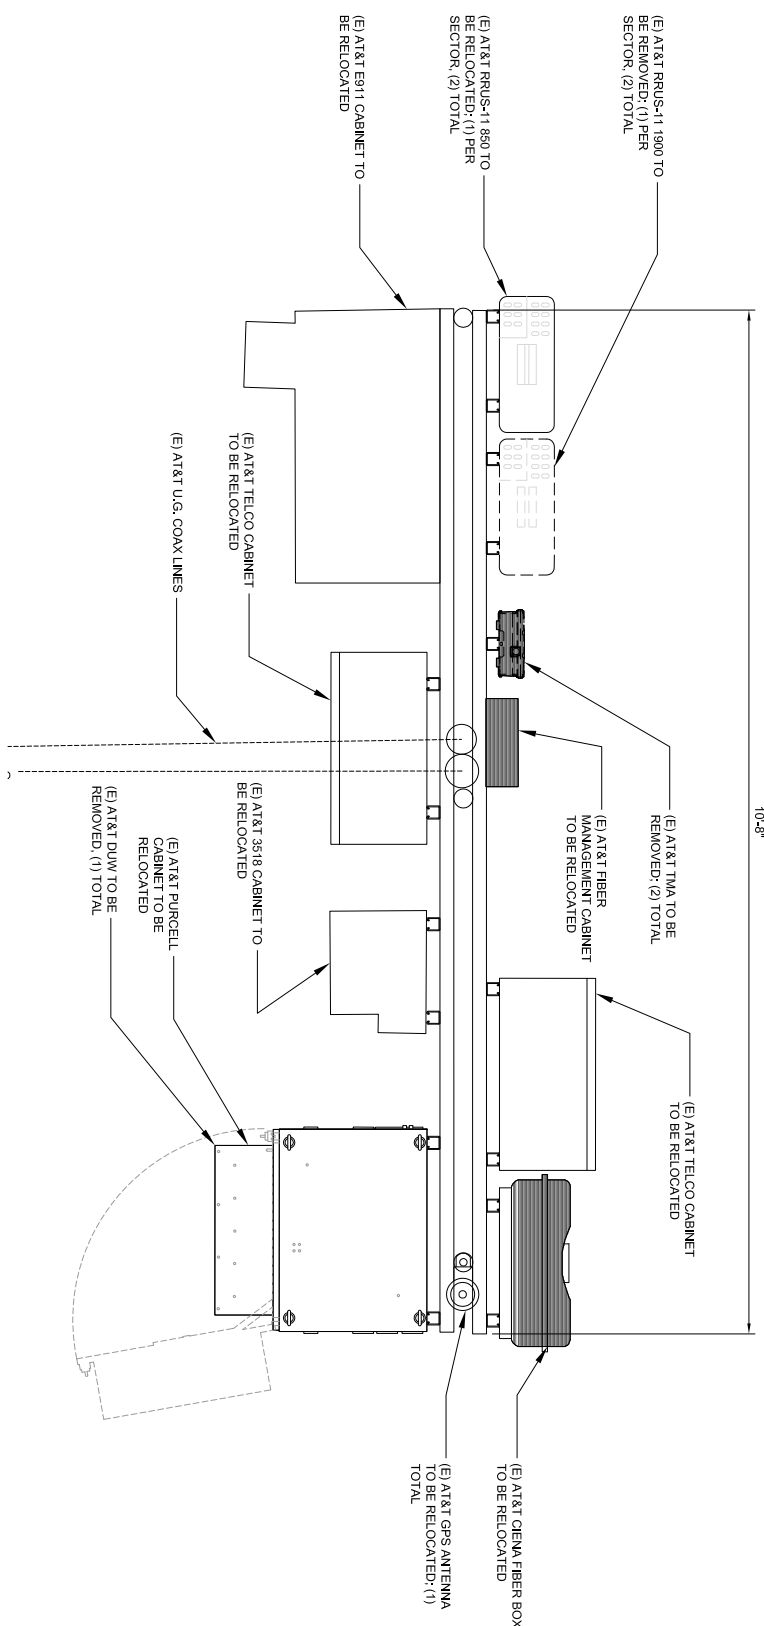 (E) AT&T RRUS-11 1900 TO
BE REMOVED; (1) PER
SECTOR, (2) TOTAL
(E) AT&T RRUS-11 850 TO
BE RELOCATED; (1) PER
SECTOR, (2) TOTAL
(E) AT&T E911 CABINET TO
BE RELOCATED
10'-8"
(E) AT&T TMA TO BE
REMOVED; (2) TOTAL
(E) AT&T FIBER
MANAGEMENT CABINET
TO BE RELOCATED
(E) AT&T TELCO CABINET
TO BE RELOCATED
(E) AT&T U.G. COAX LINES
(E) AT&T 3518 CABINET TO
BE RELOCATED
(E) AT&T PURCELL
CABINET TO BE
RELOCATED
(E) AT&T DUW TO BE
REMOVED, (1) TOTAL
(E) AT&T TELCO CABINET
TO BE RELOCATED
(E) AT&T CIENA FIBER BOX
TO BE RELOCATED
(E) AT&T GPS ANTENNA
TO BE RELOCATED; (1)
TOTAL